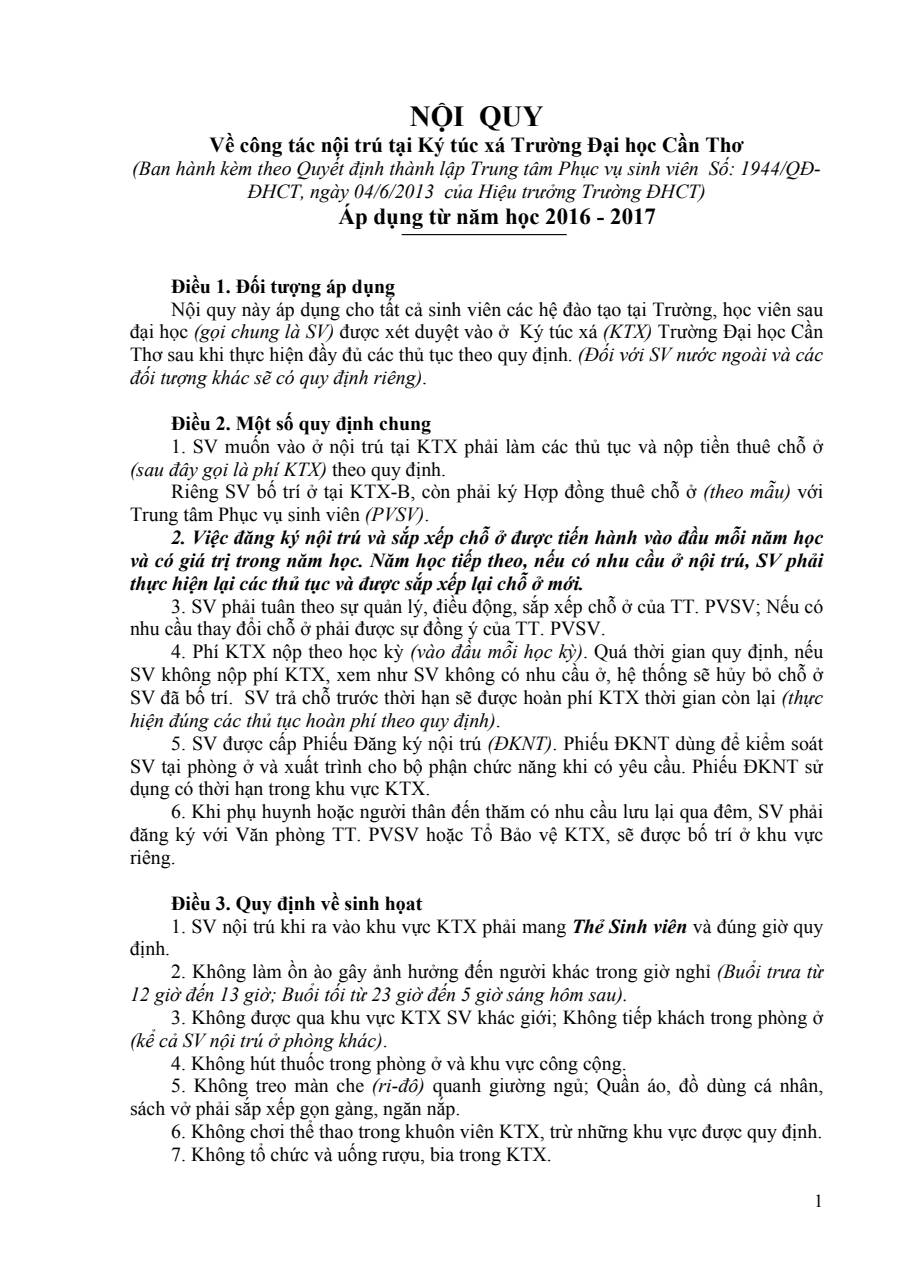 NỘI QUY
Về công tác nội trú tại Ký túc xá Trường Đại học Cần Thơ
(Ban hành kèm theo Quyết định thành lập Trung tâm Phục vụ sinh viên Số: 1944/QĐ-
ĐHCT, ngày 04/6/2013 của Hiệu trưởng Trường ĐHCT)
Áp dụng từ năm học 2016 - 2017
Điều 1. Đối tượng áp dụng
Nội quy này áp dụng cho tất cả sinh viên các hệ đào tạo tại Trường, học viên sau
đại học (gọi chung là SV) được xét duyệt vào ở Ký túc xá (KTX) Trường Đại học Cần
Thơ sau khi thực hiện đầy đủ các thủ tục theo quy định. (Đối với SV nước ngoài và các
đối tượng khác sẽ có quy định riêng).
Điều 2. Một số quy định chung
1. SV muốn vào ở nội trú tại KTX phải làm các thủ tục và nộp tiền thuê chỗ ở
(sau đây gọi là phí KTX) theo quy định.
Riêng SV bố trí ở tại KTX-B, còn phải ký Hợp đồng thuê chỗ ở (theo mẫu) với
Trung tâm Phục vụ sinh viên (PVSV).
2. Việc đăng ký nội trú và sắp xếp chỗ ở được tiến hành vào đầu mỗi năm học
và có giá trị trong năm học. Năm học tiếp theo, nếu có nhu cầu ở nội trú, SV phải
thực hiện lại các thủ tục và được sắp xếp lại chỗ ở mới.
3. SV phải tuân theo sự quản lý, điều động, sắp xếp chỗ ở của TT. PVSV; Nếu có
nhu cầu thay đổi chỗ ở phải được sự đồng ý của TT. PVSV.
4. Phí KTX nộp theo học kỳ (vào đầu mỗi học kỳ). Quá thời gian quy định, nếu
SV không nộp phí KTX, xem như SV không có nhu cầu ở, hệ thống sẽ hủy bỏ chỗ ở
SV đã bố trí. SV trả chỗ trước thời hạn sẽ được hoàn phí KTX thời gian còn lại (thực
hiện đúng các thủ tục hoàn phí theo quy định).
5. SV được cấp Phiếu Đăng ký nội trú (ĐKNT). Phiếu ĐKNT dùng để kiểm soát
SV tại phòng ở và xuất trình cho bộ phận chức năng khi có yêu cầu. Phiếu ĐKNT sử
dụng có thời hạn trong khu vực KTX.
6. Khi phụ huynh hoặc người thân đến thăm có nhu cầu lưu lại qua đêm, SV phải
đăng ký với Văn phòng TT. PVSV hoặc Tổ Bảo vệ KTX, sẽ được bố trí ở khu vực
riêng.
Điều 3. Quy định về sinh họat
1. SV nội trú khi ra vào khu vực KTX phải mang Thẻ Sinh viên và đúng giờ quy
định.
2. Không làm ồn ào gây ảnh hưởng đến người khác trong giờ nghỉ (Buổi trưa từ
12 giờ đến 13 giờ; Buổi tối từ 23 giờ đến 5 giờ sáng hôm sau).
3. Không được qua khu vực KTX SV khác giới; Không tiếp khách trong phòng ở
(kể cả SV nội trú ở phòng khác).
4. Không hút thuốc trong phòng ở và khu vực công cộng.
5. Không treo màn che (ri-đô) quanh giường ngủ; Quần áo, đồ dùng cá nhân,
sách vở phải sắp xếp gọn gàng, ngăn nắp.
6. Không chơi thể thao trong khuôn viên KTX, trừ những khu vực được quy định.
7. Không tổ chức và uống rượu, bia trong KTX.
1